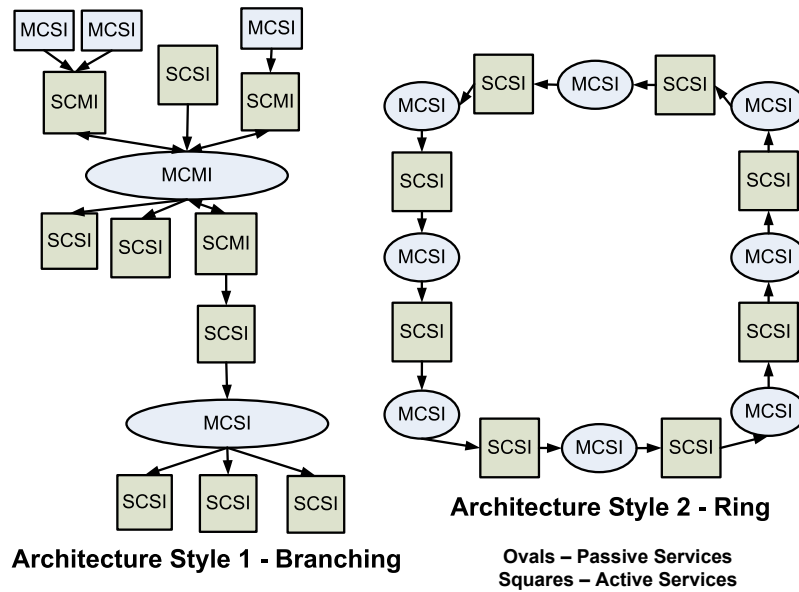 MCSI
MCSI
MCSI
SCMI
SCSI
SCMI
MCMI
SCSI
SCSI
SCMI
SCSI
MCSI
SCSI
SCSI
SCSI
Architecture Style 1 - Branching
MCSI
SCSI
MCSI
SCSI
MCSI
SCSI
SCSI
MCSI
MCSI
SCSI
SCSI
MCSI
SCSI
MCSI
SCSI
MCSI
Architecture Style 2 - Ring
Ovals – Passive Services
Squares – Active Services